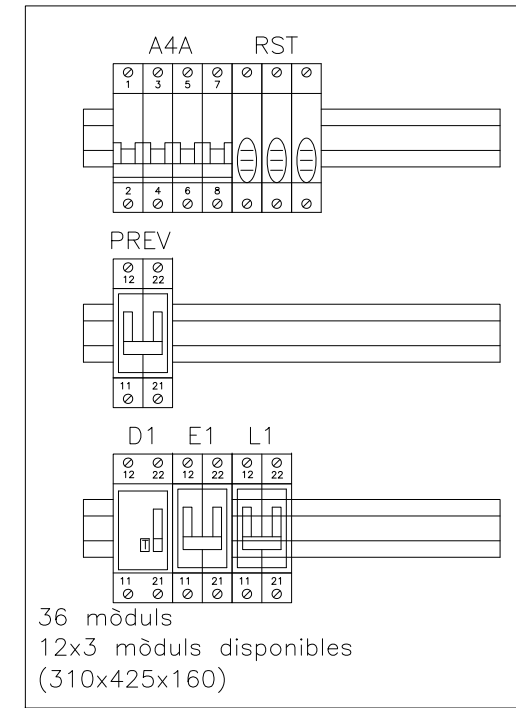 A4A RST
1 3 5 7
2 4 6 8
PREV
12 22
11 21
D1 E1 L1
12 22 12 22 12 22
T
11 21 11 21 11 21
36 mòduls
12x3 mòduls disponibles
(310x425x160)